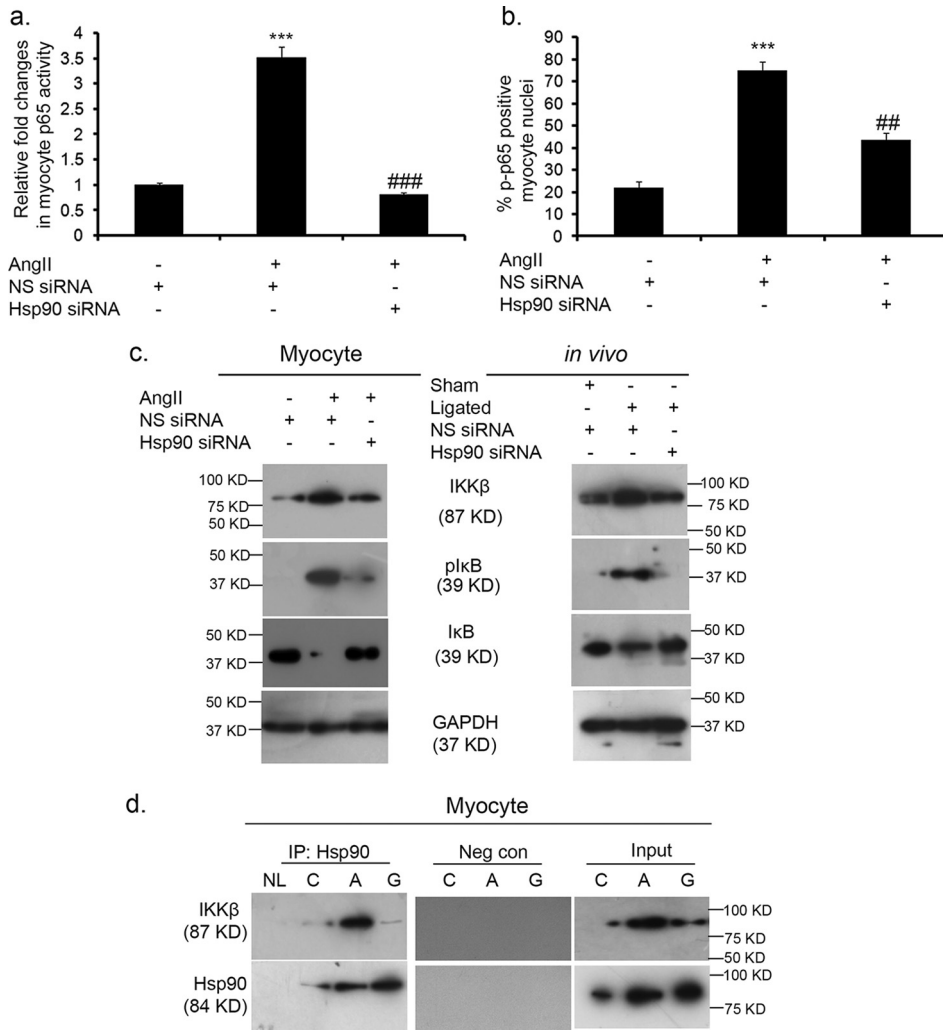 a.
Relative fold changes
in myocyte p65 activity
4
3.5
3
2.5
2
1.5
1
0.5
0
***
###
AngII - + +
NS siRNA + + -
Hsp90 siRNA - - +
b.
% p-p65 positive
myocyte nuclei
90
80
70
60
50
40
30
20
10
0
***
##
AngII - + +
NS siRNA + + -
Hsp90 siRNA - - +
c.
Myocyte
in vivo
AngII - + +
NS siRNA + + -
Hsp90 siRNA - - +
Sham + - -
Ligated - + +
NS siRNA + + -
Hsp90 siRNA - - +
100 KD
75 KD
50 KD
IKKβ
(87 KD)
100 KD
75 KD
50 KD
50 KD
37 KD
pIκB
(39 KD)
50 KD
37 KD
50 KD
37 KD
IκB
(39 KD)
50 KD
37 KD
50 KD
37 KD
GAPDH
(37 KD)
50 KD
37 KD
d.
Myocyte
IP: Hsp90
Neg con
Input
NL C A G
C A G
C A G
IKKβ
(87 KD)
100 KD
75 KD
50 KD
Hsp90
(84 KD)
100 KD
75 KD